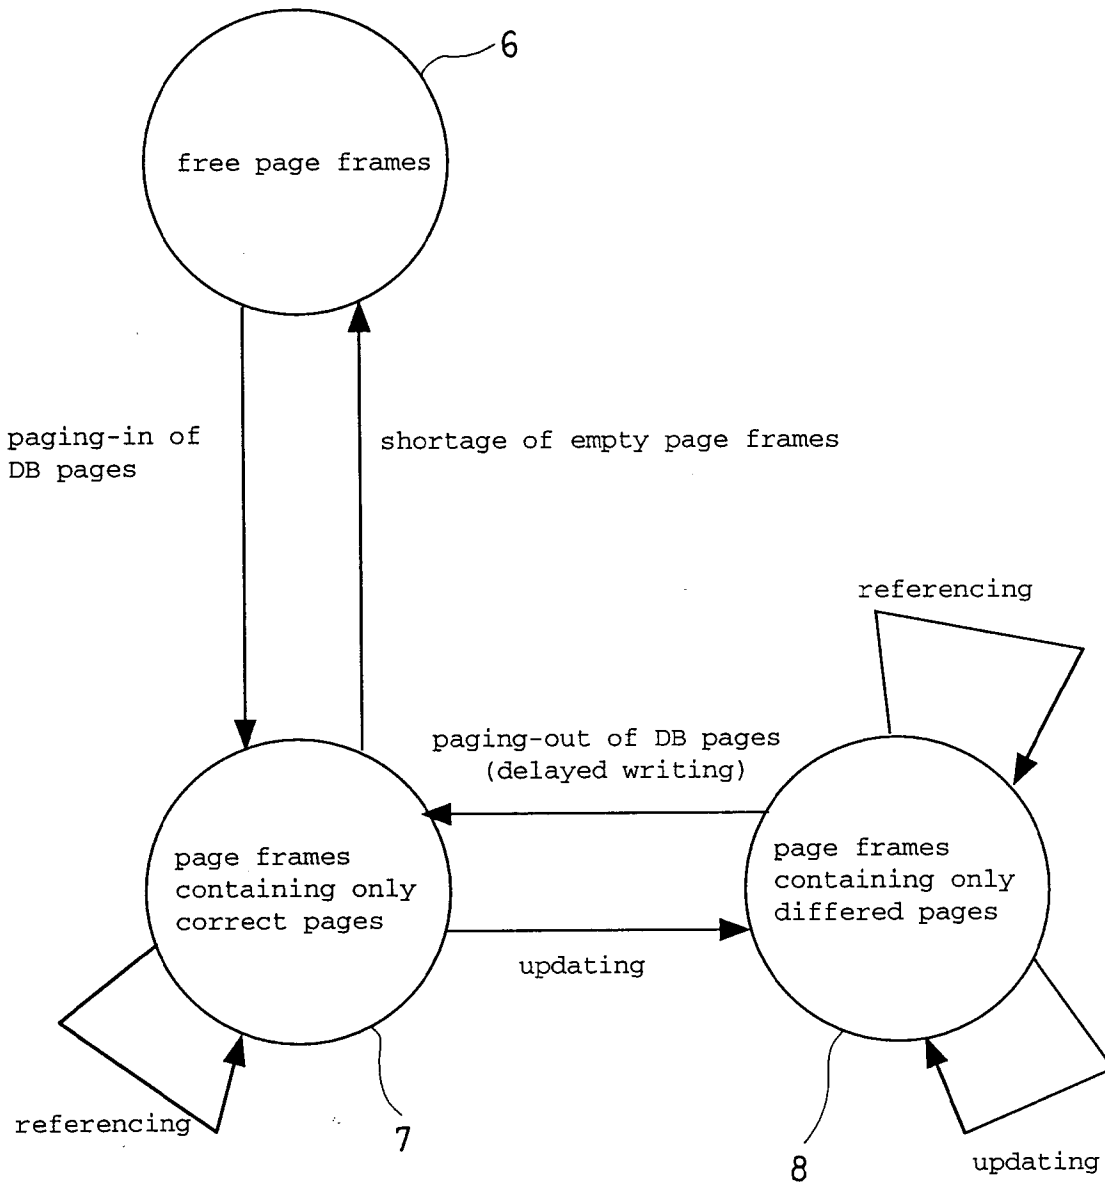 6
free page frames
paging-in of
DB pages
shortage of empty page frames
referencing
paging-out of DB pages
(delayed writing)
page frames
containing only
correct pages
page frames
containing only
differed pages
updating
referencing
7
8
updating